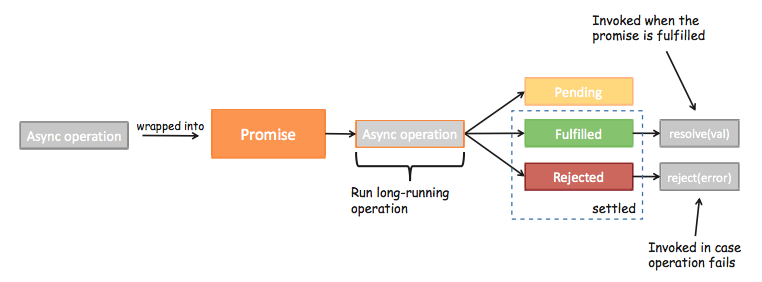 Invoked when the
promise is fulfilled
Pending
Async operation
wrapped into
Promise
Async operation
Fulfilled
resolve(val)
Rejected
reject(error)
Run long-running
operation
settled
Invoked in case
operation fails